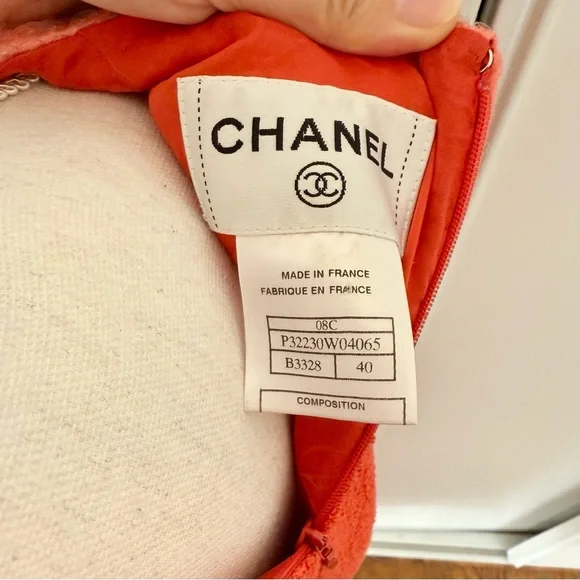 CHANEL
MADE IN FRANCE
FABRIQUE EN FRANCE
08C
P32230W04065
B3328 40
COMPOSITION